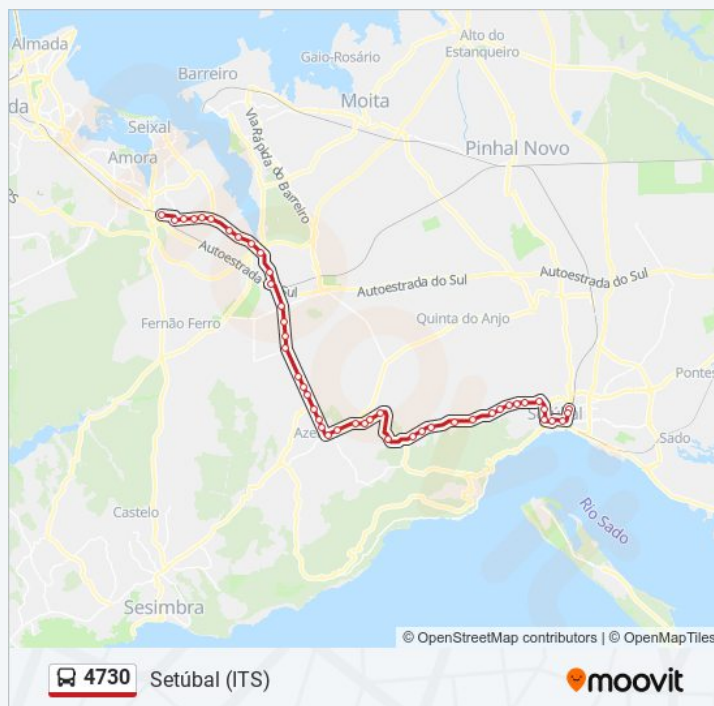 Almada
da
Barreiro
Gaio-Rosário
Alto do
Estanqueiro
Moita
Seixal
Amora
Via Rápida do Barreiro
Pinhal Novo
Autoestrada do Sul
Autoestrada do Sul
Autoestrada do Sul
Fernão Ferro
Quinta do Anjo
Pontes
Setúbal
Sado
Castelo
Rio Sado
Sesimbra
© OpenStreetMap contributors | © OpenMapTiles
4730 Setúbal (ITS)
moovit